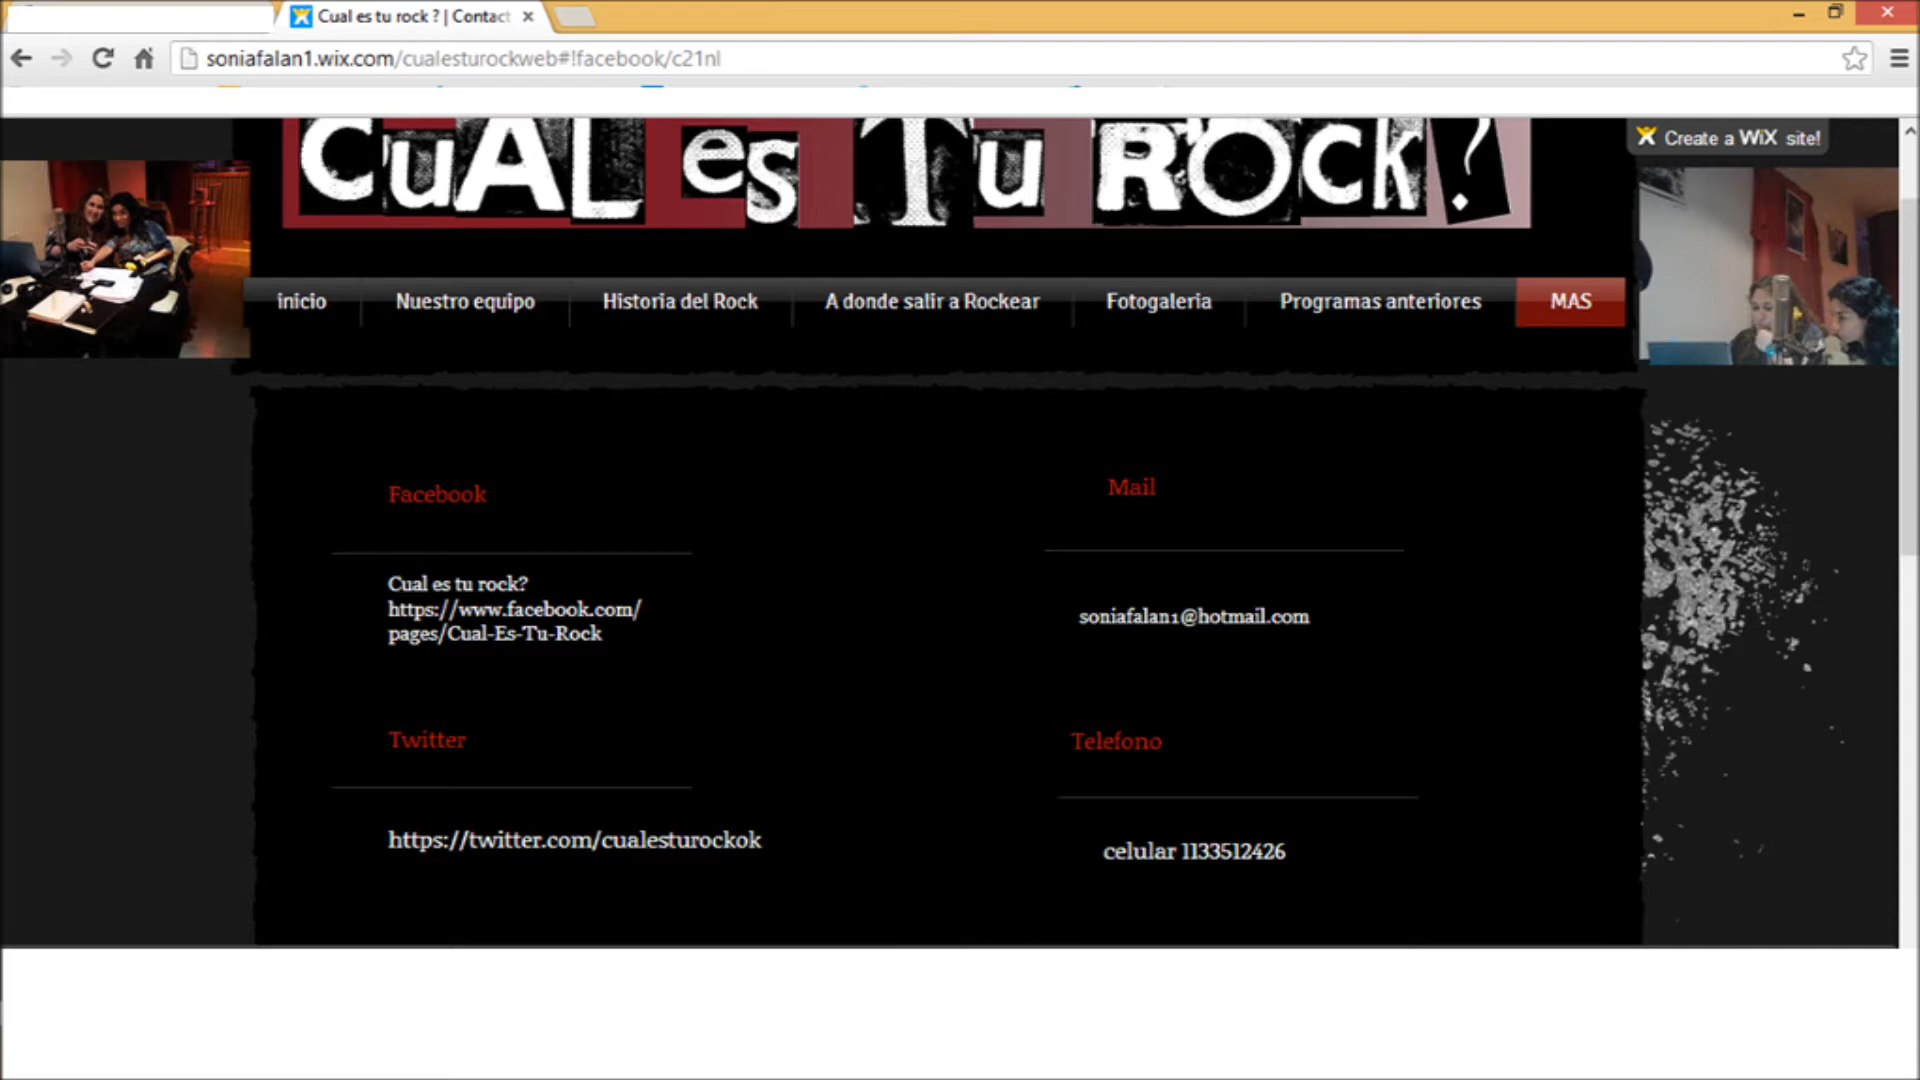 Cual es tu rock ? | Contact
soniafalan1.wix.com/cualesturockweb#!facebook/c21nl
CuAL es Tu ROCk?
Create a WiX site!
inicio Nuestro equipo Historia del Rock A donde salir a Rockear Fotogaleria Programas anteriores MAS
Facebook
Cual es tu rock?
https://www.facebook.com/
pages/Cual-Es-Tu-Rock
Mail
soniafalan1@hotmail.com
Twitter
https://twitter.com/cualesturockok
Telefono
celular 1133512426